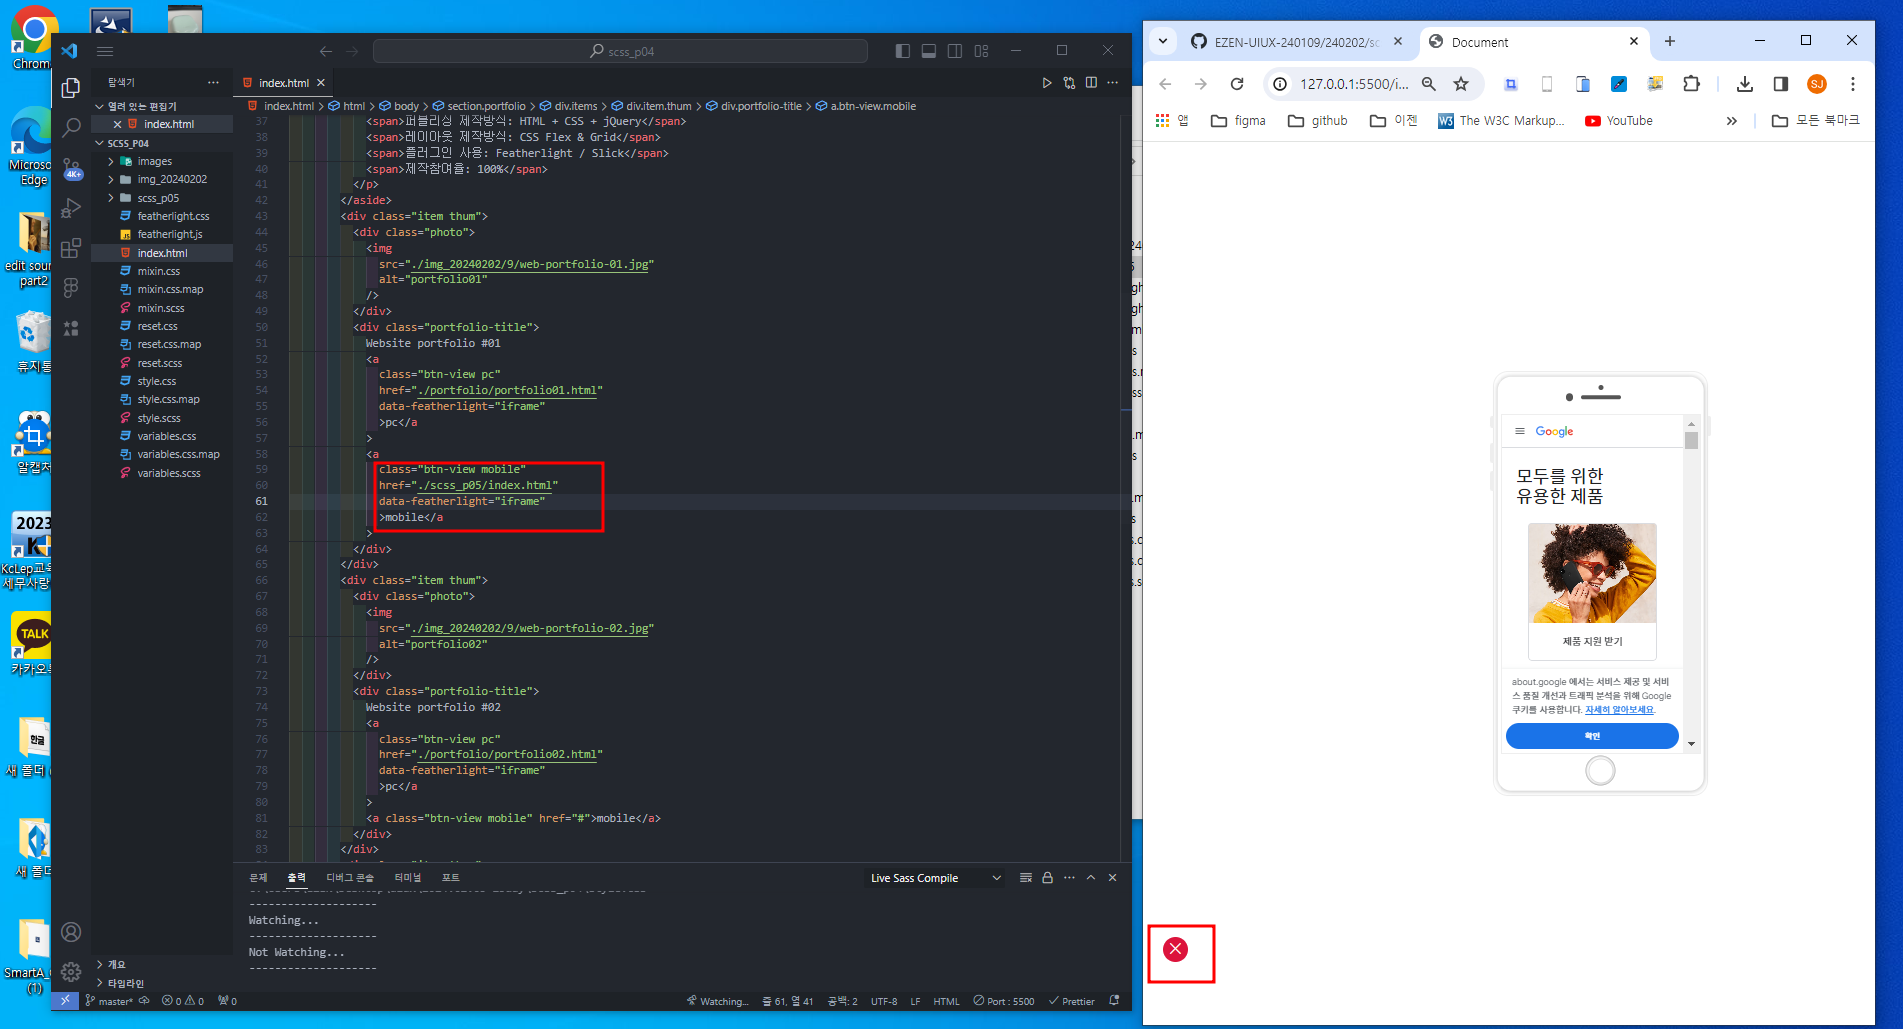 Chrom
Microso
Edge
edit sour
part2
휴지통
알캡처
2023
KcLep교육
세무사랑
TALK
카카오톡
한글
새 폴더 (
새 폴더
SmartA_
(1)
scss_p04
탐색기
index.html
index.html > html > body > section.portfolio > div.items > div.item.thum > div.portfolio-title > a.btn-view.mobile
열려 있는 편집기
index.html
SCSS_P04
images
img_20240202
scss_p05
featherlight.css
featherlight.js
index.html
mixin.css
mixin.css.map
mixin.scss
reset.css
reset.css.map
reset.scss
style.css
style.css.map
style.scss
variables.css
variables.css.map
variables.scss
4K+
개요
타임라인
37 <span>퍼블리싱 제작방식: HTML + CSS + jQuery</span>
38 <span>레이아웃 제작방식: CSS Flex & Grid</span>
39 <span>플러그인 사용: Featherlight / Slick</span>
40 <span>제작참여율: 100%</span>
41 </p>
42 </aside>
43 <div class="item thum">
44 <div class="photo">
45 <img
46 src="./img_20240202/9/web-portfolio-01.jpg"
47 alt="portfolio01"
48 />
49 </div>
50 <div class="portfolio-title">
51 Website portfolio #01
52 <a
53 class="btn-view pc"
54 href="./portfolio/portfolio01.html"
55 data-featherlight="iframe"
56 >pc</a
57 >
58 <a
59 class="btn-view mobile"
60 href="./scss_p05/index.html"
61 data-featherlight="iframe"
62 >mobile</a
63 >
64 </div>
65 </div>
66 <div class="item thum">
67 <div class="photo">
68 <img
69 src="./img_20240202/9/web-portfolio-02.jpg"
70 alt="portfolio02"
71 />
72 </div>
73 <div class="portfolio-title">
74 Website portfolio #02
75 <a
76 class="btn-view pc"
77 href="./portfolio/portfolio02.html"
78 data-featherlight="iframe"
79 >pc</a
80 >
81 <a class="btn-view mobile" href="#">mobile</a>
82 </div>
83 </div>
문제 출력 디버그 콘솔 터미널 포트
Live Sass Compile
--------------------
Watching...
--------------------
Not Watching...
--------------------
master* 0 0 0
Watching... 줄 61, 열 41 공백: 2 UTF-8 LF HTML Port : 5500 Prettier
EZEN-UIUX-240109/240202/sc
Document
127.0.0.1:5500/i...
SJ
앱 figma github 이젠 The W3C Markup... YouTube » 모든 북마크
Google
모두를 위한
유용한 제품
제품 지원 받기
about.google 에서는 서비스 제공 및 서비
스 품질 개선과 트래픽 분석을 위해 Google
쿠키를 사용합니다. 자세히 알아보세요.
확인